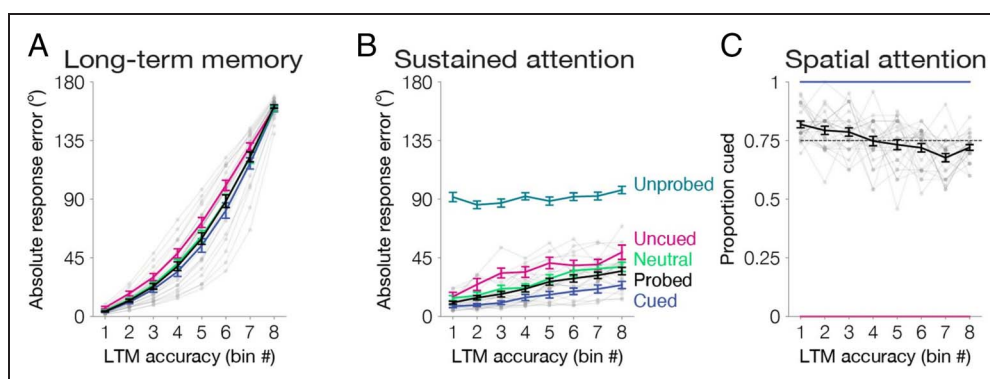 A Long-term memory
Absolute response error (°)
180
135
90
45
0
1 2 3 4 5 6 7 8
LTM accuracy (bin #)
B Sustained attention
Absolute response error (°)
180
135
90
45
0
Unprobed
Uncued
Neutral
Probed
Cued
1 2 3 4 5 6 7 8
LTM accuracy (bin #)
C Spatial attention
Proportion cued
1
0.75
0.5
0.25
0
1 2 3 4 5 6 7 8
LTM accuracy (bin #)